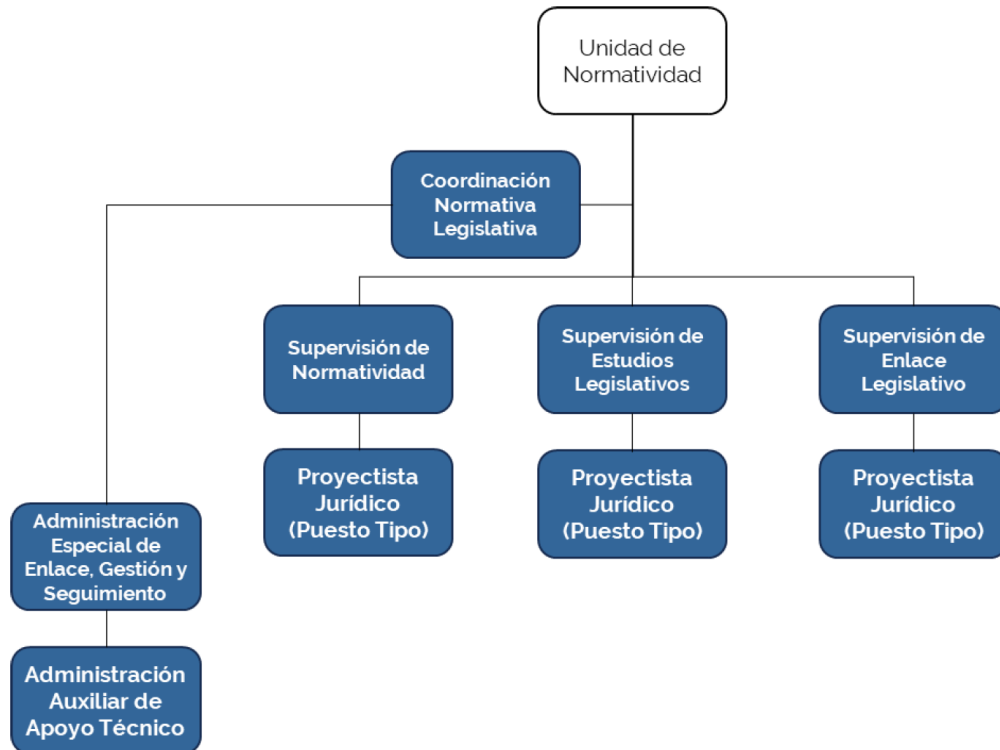 Unidad de
Normatividad
Coordinación
Normativa
Legislativa
Supervisión de
Normatividad
Supervisión de
Estudios
Legislativos
Supervisión de
Enlace
Legislativo
Proyectista
Jurídico
(Puesto Tipo)
Proyectista
Jurídico
(Puesto Tipo)
Proyectista
Jurídico
(Puesto Tipo)
Administración
Especial de
Enlace, Gestión y
Seguimiento
Administración
Auxiliar de
Apoyo Técnico